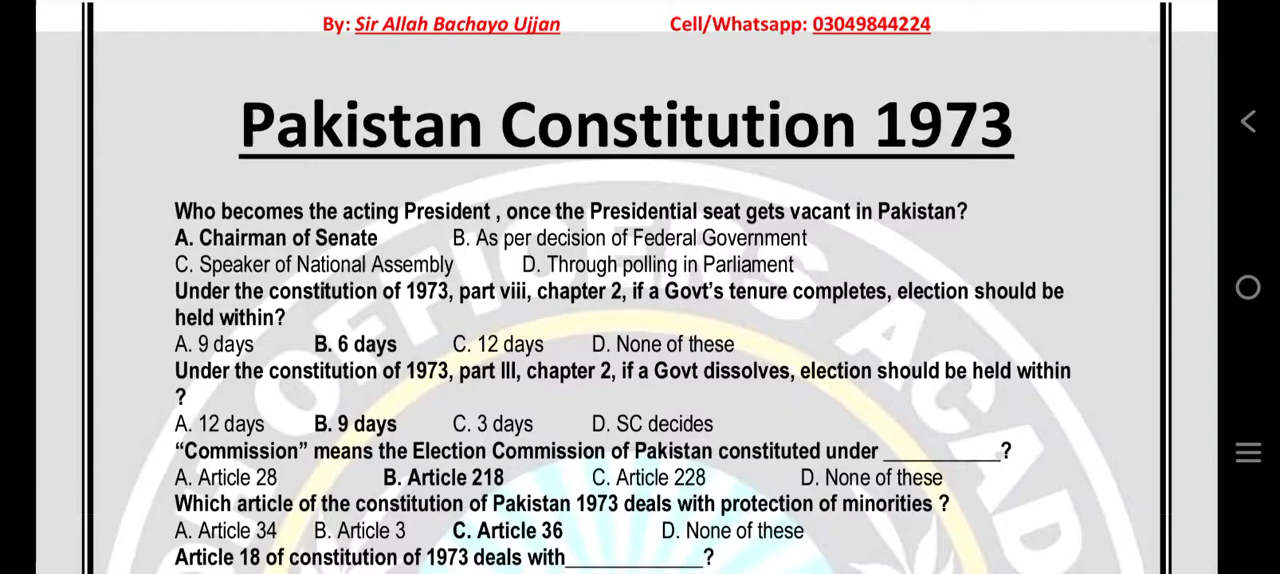 By: Sir Allah Bachayo Ujjan Cell/Whatsapp: 03049844224
Pakistan Constitution 1973
Who becomes the acting President , once the Presidential seat gets vacant in Pakistan?
A. Chairman of Senate B. As per decision of Federal Government
C. Speaker of National Assembly D. Through polling in Parliament
Under the constitution of 1973, part viii, chapter 2, if a Govt's tenure completes, election should be
held within?
A. 9 days B. 6 days C. 12 days D. None of these
Under the constitution of 1973, part III, chapter 2, if a Govt dissolves, election should be held within
?
A. 12 days B. 9 days C. 3 days D. SC decides
“Commission” means the Election Commission of Pakistan constituted under ____________?
A. Article 28 B. Article 218 C. Article 228 D. None of these
Which article of the constitution of Pakistan 1973 deals with protection of minorities ?
A. Article 34 B. Article 3 C. Article 36 D. None of these
Article 18 of constitution of 1973 deals with______________?